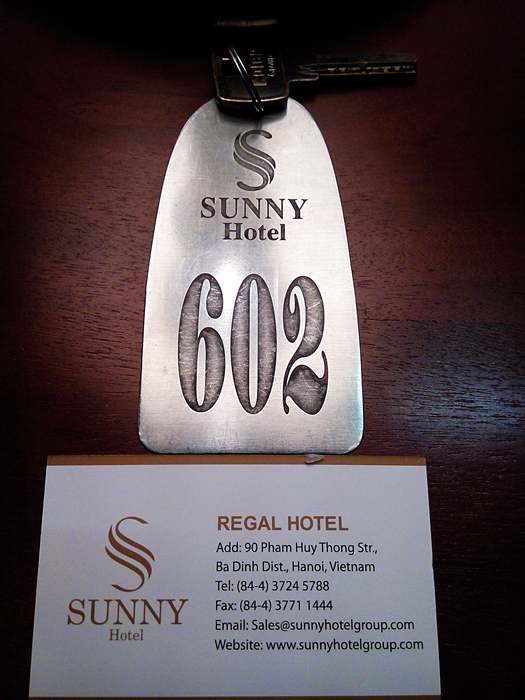 SUNNY
Hotel
602
SUNNY
Hotel
REGAL HOTEL
Add: 90 Pham Huy Thong Str.,
Ba Dinh Dist., Hanoi, Vietnam
Tel: (84-4) 3724 5788
Fax: (84-4) 3771 1444
Email: Sales@sunnyhotelgroup.com
Website: www.sunnyhotelgroup.com